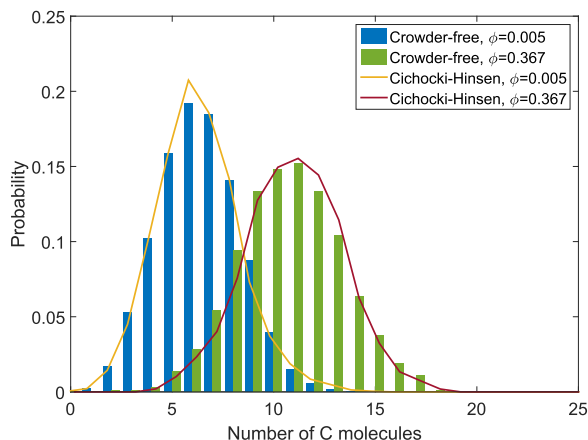 0.25
0.2
0.15
0.1
0.05
0
Probability
Crowder-free, ϕ=0.005
Crowder-free, ϕ=0.367
Cichocki-Hinsen, ϕ=0.005
Cichocki-Hinsen, ϕ=0.367
0 5 10 15 20 25
Number of C molecules